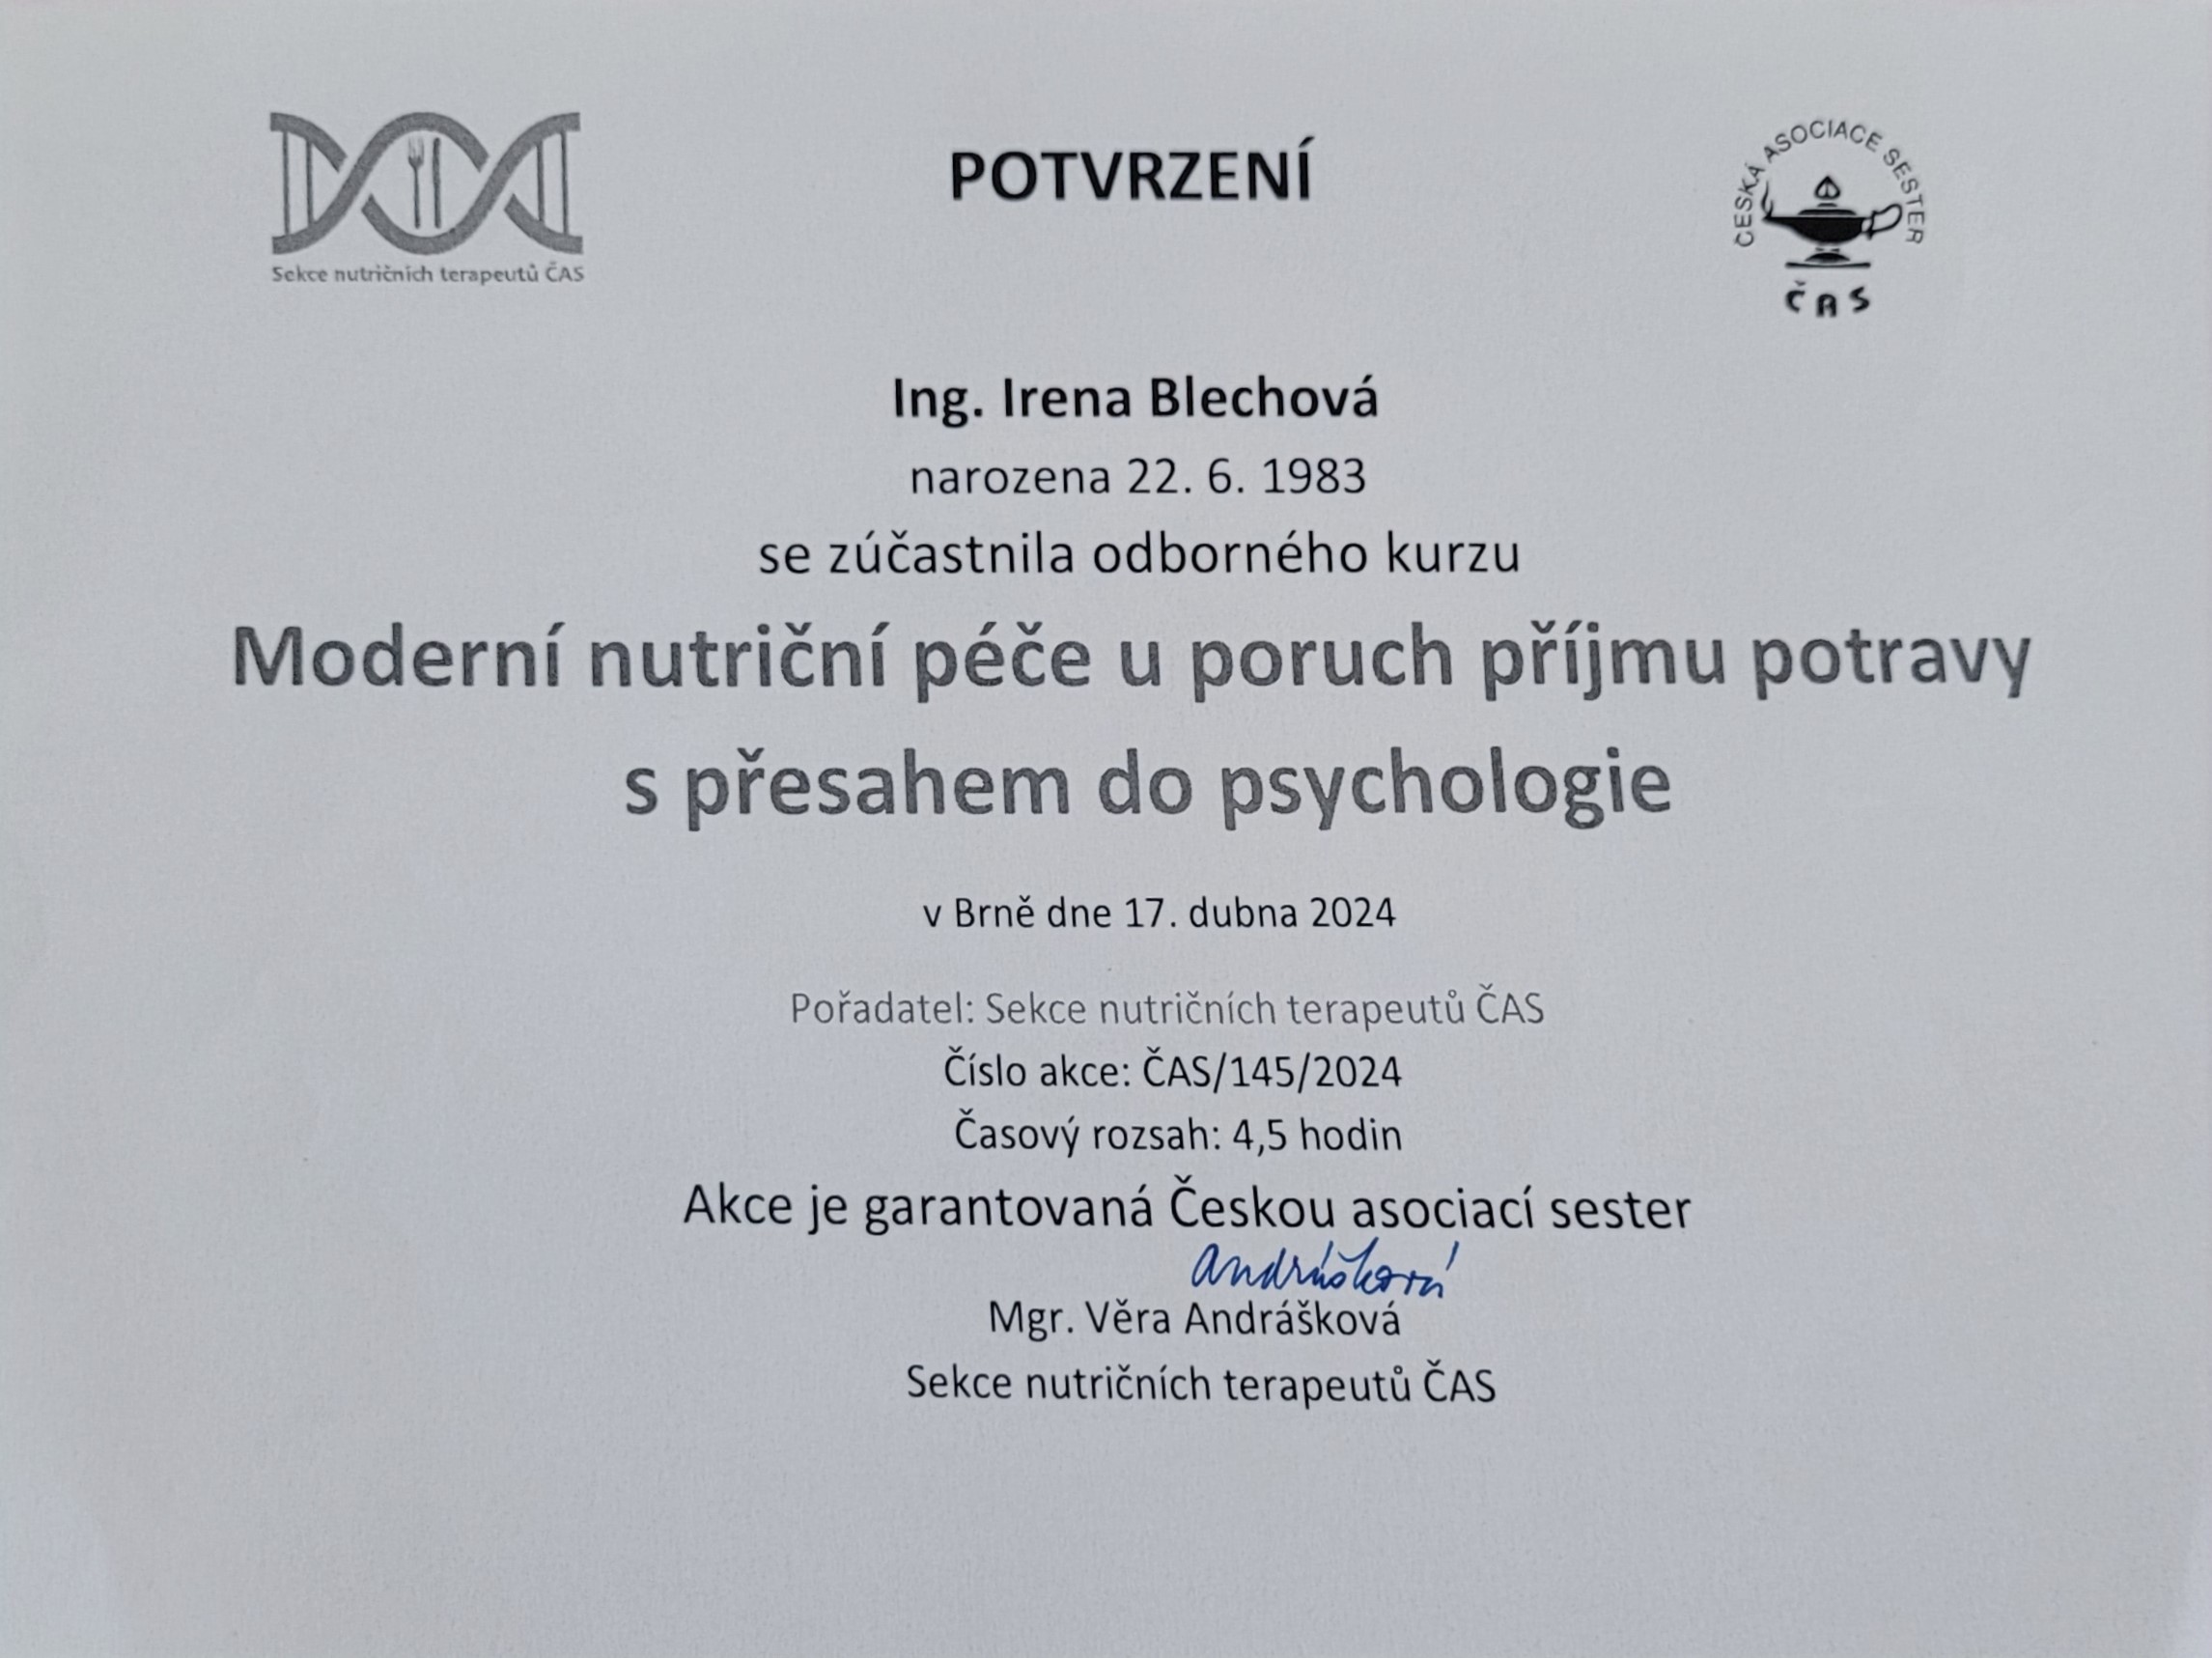 Sekce nutričních terapeutů ČAS
POTVRZENÍ
ČESKÁ ASOCIACE SESTER
ČAS
Ing. Irena Blechová
narozena 22. 6. 1983
se zúčastnila odborného kurzu
Moderní nutriční péče u poruch příjmu potravy
s přesahem do psychologie
v Brně dne 17. dubna 2024
Pořadatel: Sekce nutričních terapeutů ČAS
Číslo akce: ČAS/145/2024
Časový rozsah: 4,5 hodin
Akce je garantovaná Českou asociací sester
Andrášková
Mgr. Věra Andrášková
Sekce nutričních terapeutů ČAS